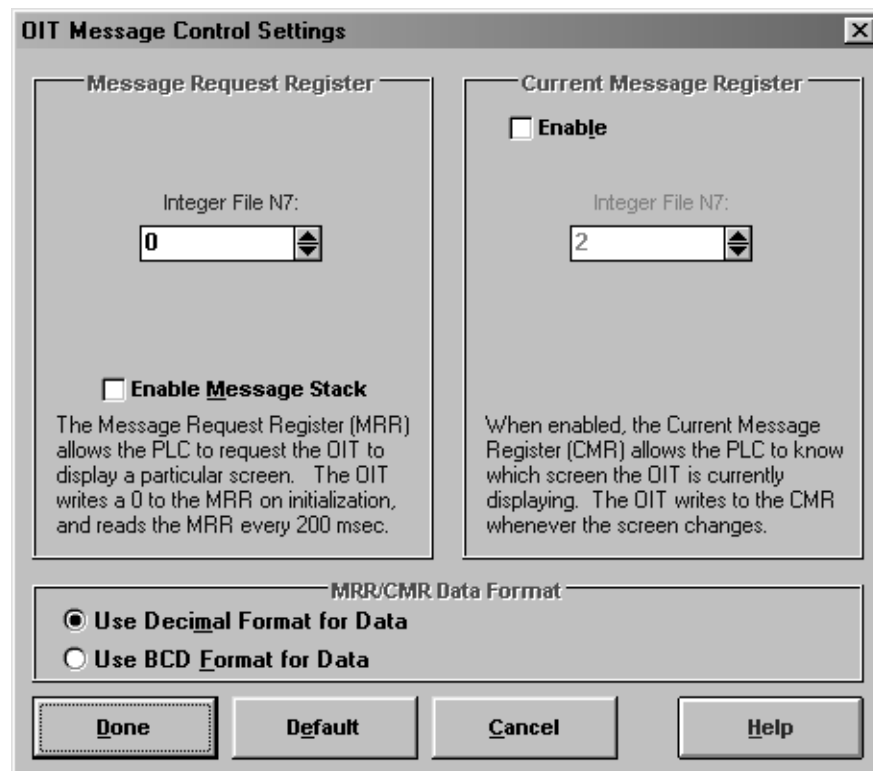 OIT Message Control Settings
Message Request Register
Integer File N7:
0
Enable Message Stack
The Message Request Register (MRR)
allows the PLC to request the OIT to
display a particular screen. The OIT
writes a 0 to the MRR on initialization,
and reads the MRR every 200 msec.
Current Message Register
Enable
Integer File N7:
2
When enabled, the Current Message
Register (CMR) allows the PLC to know
which screen the OIT is currently
displaying. The OIT writes to the CMR
whenever the screen changes.
MRR/CMR Data Format
Use Decimal Format for Data
Use BCD Format for Data
Done
Default
Cancel
Help